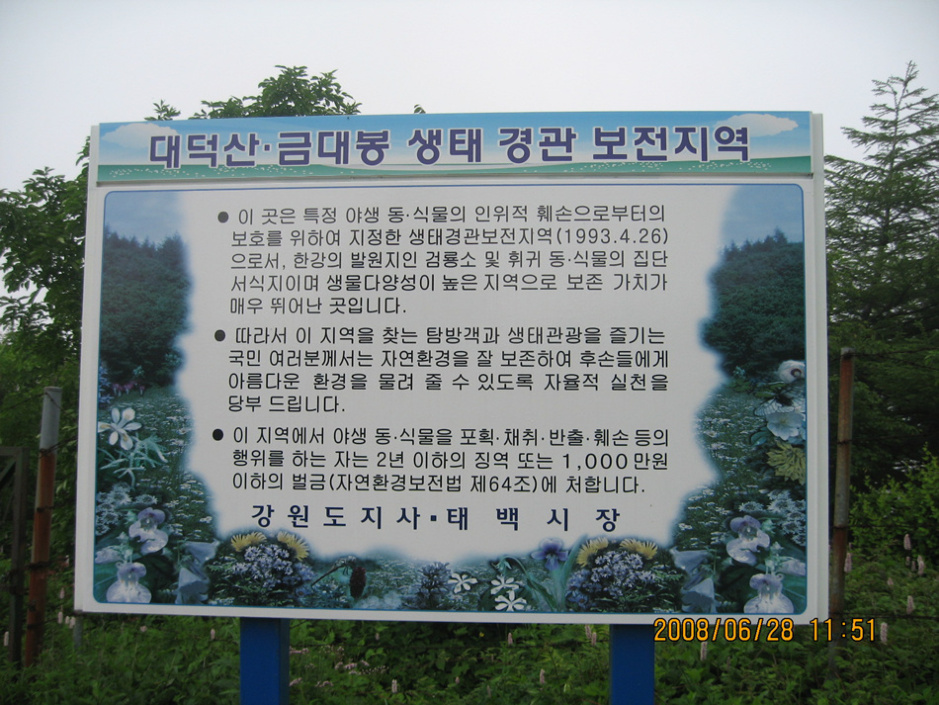 대덕산·금대봉 생태 경관 보전지역
● 이 곳은 특정 야생 동·식물의 인위적 훼손으로부터의
보호를 위하여 지정한 생태경관보전지역(1993.4.26)
으로서, 한강의 발원지인 검룡소 및 휘귀 동·식물의 집단
서식지이며 생물다양성이 높은 지역으로 보존 가치가
매우 뛰어난 곳입니다.
● 따라서 이 지역을 찾는 탐방객과 생태관광을 즐기는
국민 여러분께서는 자연환경을 잘 보존하여 후손들에게
아름다운 환경을 물려 줄 수 있도록 자율적 실천을
당부 드립니다.
● 이 지역에서 야생 동·식물을 포획·채취·반출·훼손 등의
행위를 하는 자는 2년 이하의 징역 또는 1,000만원
이하의 벌금(자연환경보전법 제64조)에 처합니다.
강원도지사·태백시장
2008/06/28 11:51